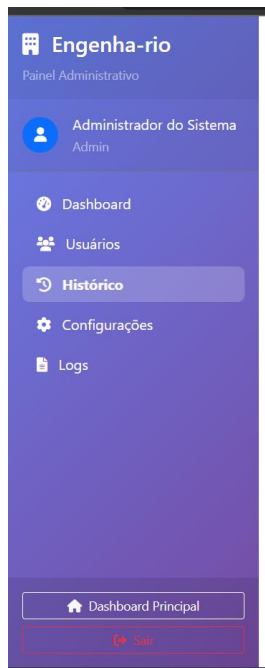 Engenha-rio
Painel Administrativo
Administrador do Sistema
Admin
Dashboard
Usuários
Histórico
Configurações
Logs
Dashboard Principal
Sair